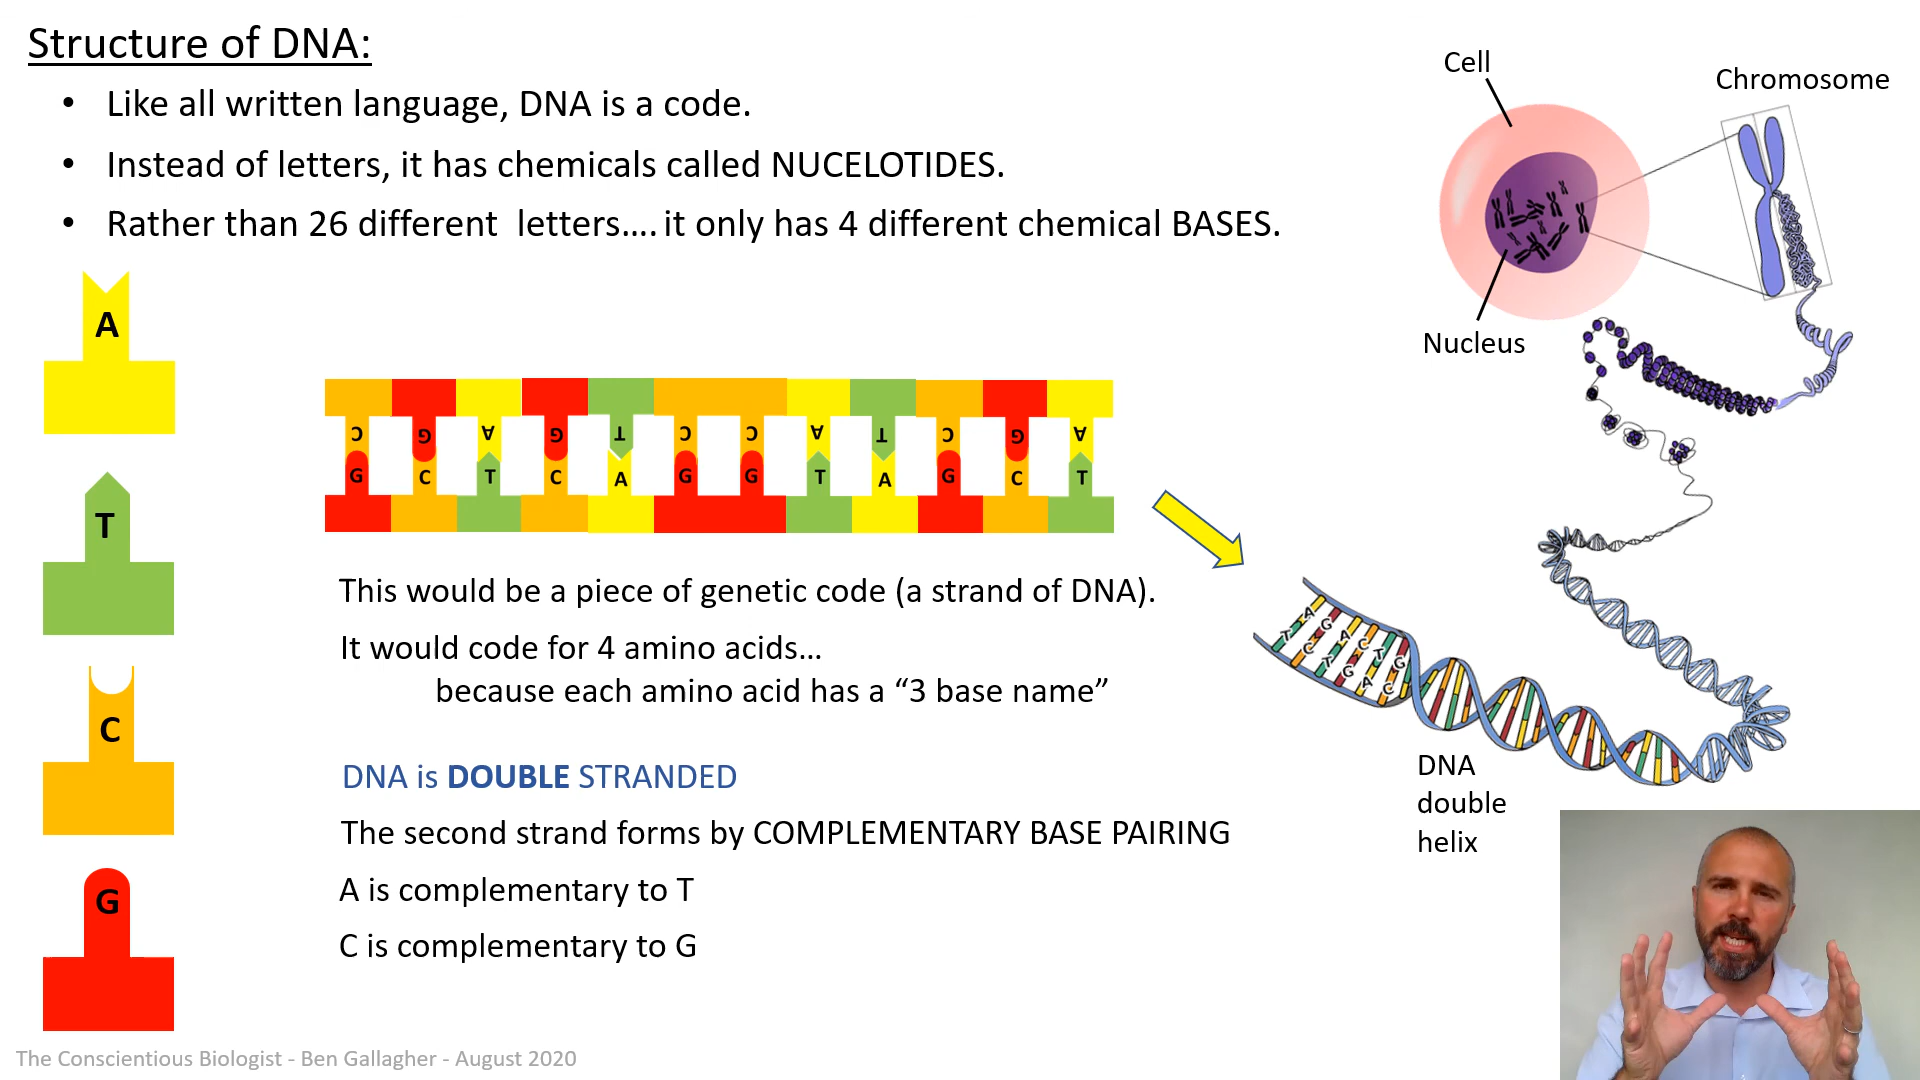 Structure of DNA:
• Like all written language, DNA is a code.
• Instead of letters, it has chemicals called NUCELOTIDES.
• Rather than 26 different letters.... it only has 4 different chemical BASES.
Cell
Chromosome
Nucleus
A
T
C
G
C G A G T C C A T C G A
G C T C A G G T A G C T
This would be a piece of genetic code (a strand of DNA).
It would code for 4 amino acids...
because each amino acid has a “3 base name”
DNA is DOUBLE STRANDED
The second strand forms by COMPLEMENTARY BASE PAIRING
A is complementary to T
C is complementary to G
A G A C T G
T C T G A C
DNA
double
helix
The Conscientious Biologist - Ben Gallagher - August 2020